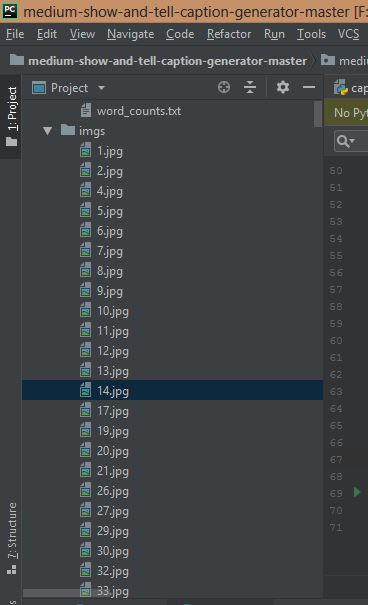 PC medium-show-and-tell-caption-generator-master [F:
File Edit View Navigate Code Refactor Run Tools VCS
medium-show-and-tell-caption-generator-master mediu
1: Project
Project
cap
word_counts.txt
No Pyt
imgs
1.jpg
2.jpg
4.jpg
5.jpg
6.jpg
7.jpg
8.jpg
9.jpg
10.jpg
11.jpg
12.jpg
13.jpg
14.jpg
17.jpg
19.jpg
20.jpg
21.jpg
26.jpg
27.jpg
29.jpg
30.jpg
32.jpg
33.jpg
50
51
52
53
54
55
56
57
58
59
60
61
62
63
64
65
66
67
68
69
70
71
7: Structure
s